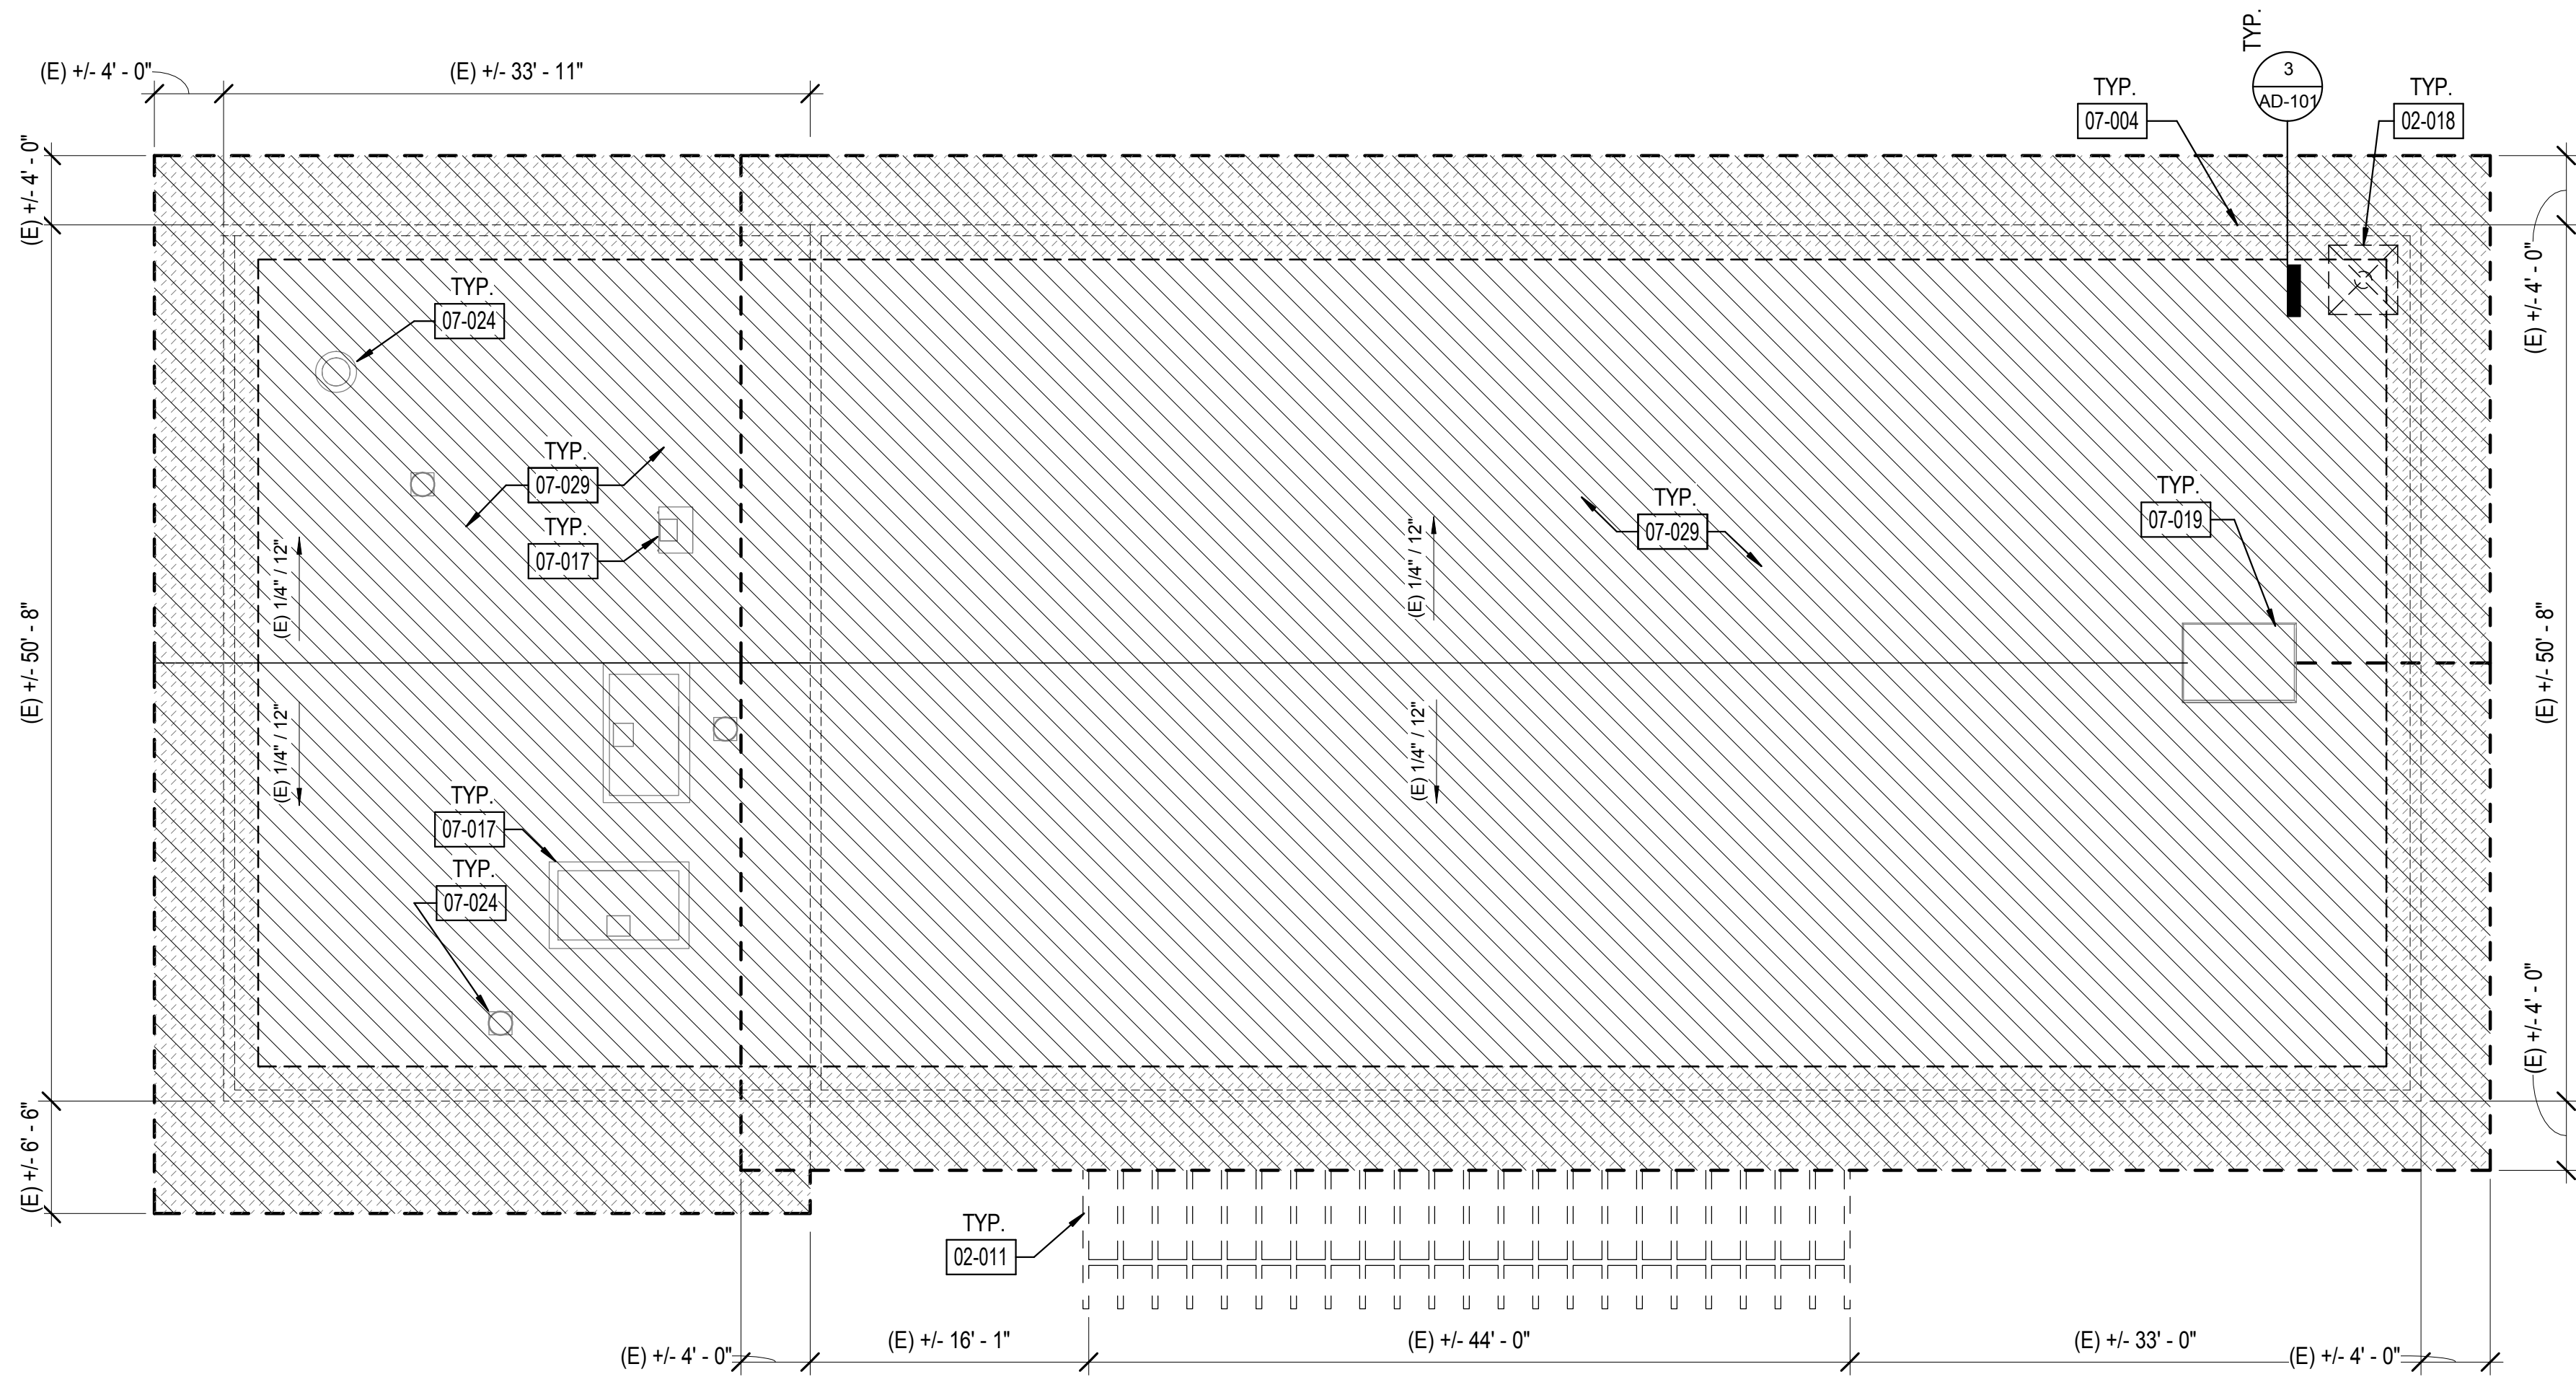 TYP.
3
AD-101
(E) +/- 4' - 0"
(E) +/- 33' - 11"
TYP.
07-004
TYP.
02-018
(E) +/- 4' - 0"
(E) +/- 4' - 0"
TYP.
07-024
TYP.
07-029
TYP.
07-017
TYP.
07-029
TYP.
07-019
(E) 1/4" / 12"
(E) 1/4" / 12"
(E) +/- 50' - 8"
(E) +/- 50' - 8"
(E) 1/4" / 12"
(E) 1/4" / 12"
TYP.
07-017
TYP.
07-024
(E) +/- 4' - 0"
(E) +/- 6' - 6"
TYP.
02-011
(E) +/- 4' - 0"
(E) +/- 16' - 1"
(E) +/- 44' - 0"
(E) +/- 33' - 0"
(E) +/- 4' - 0"